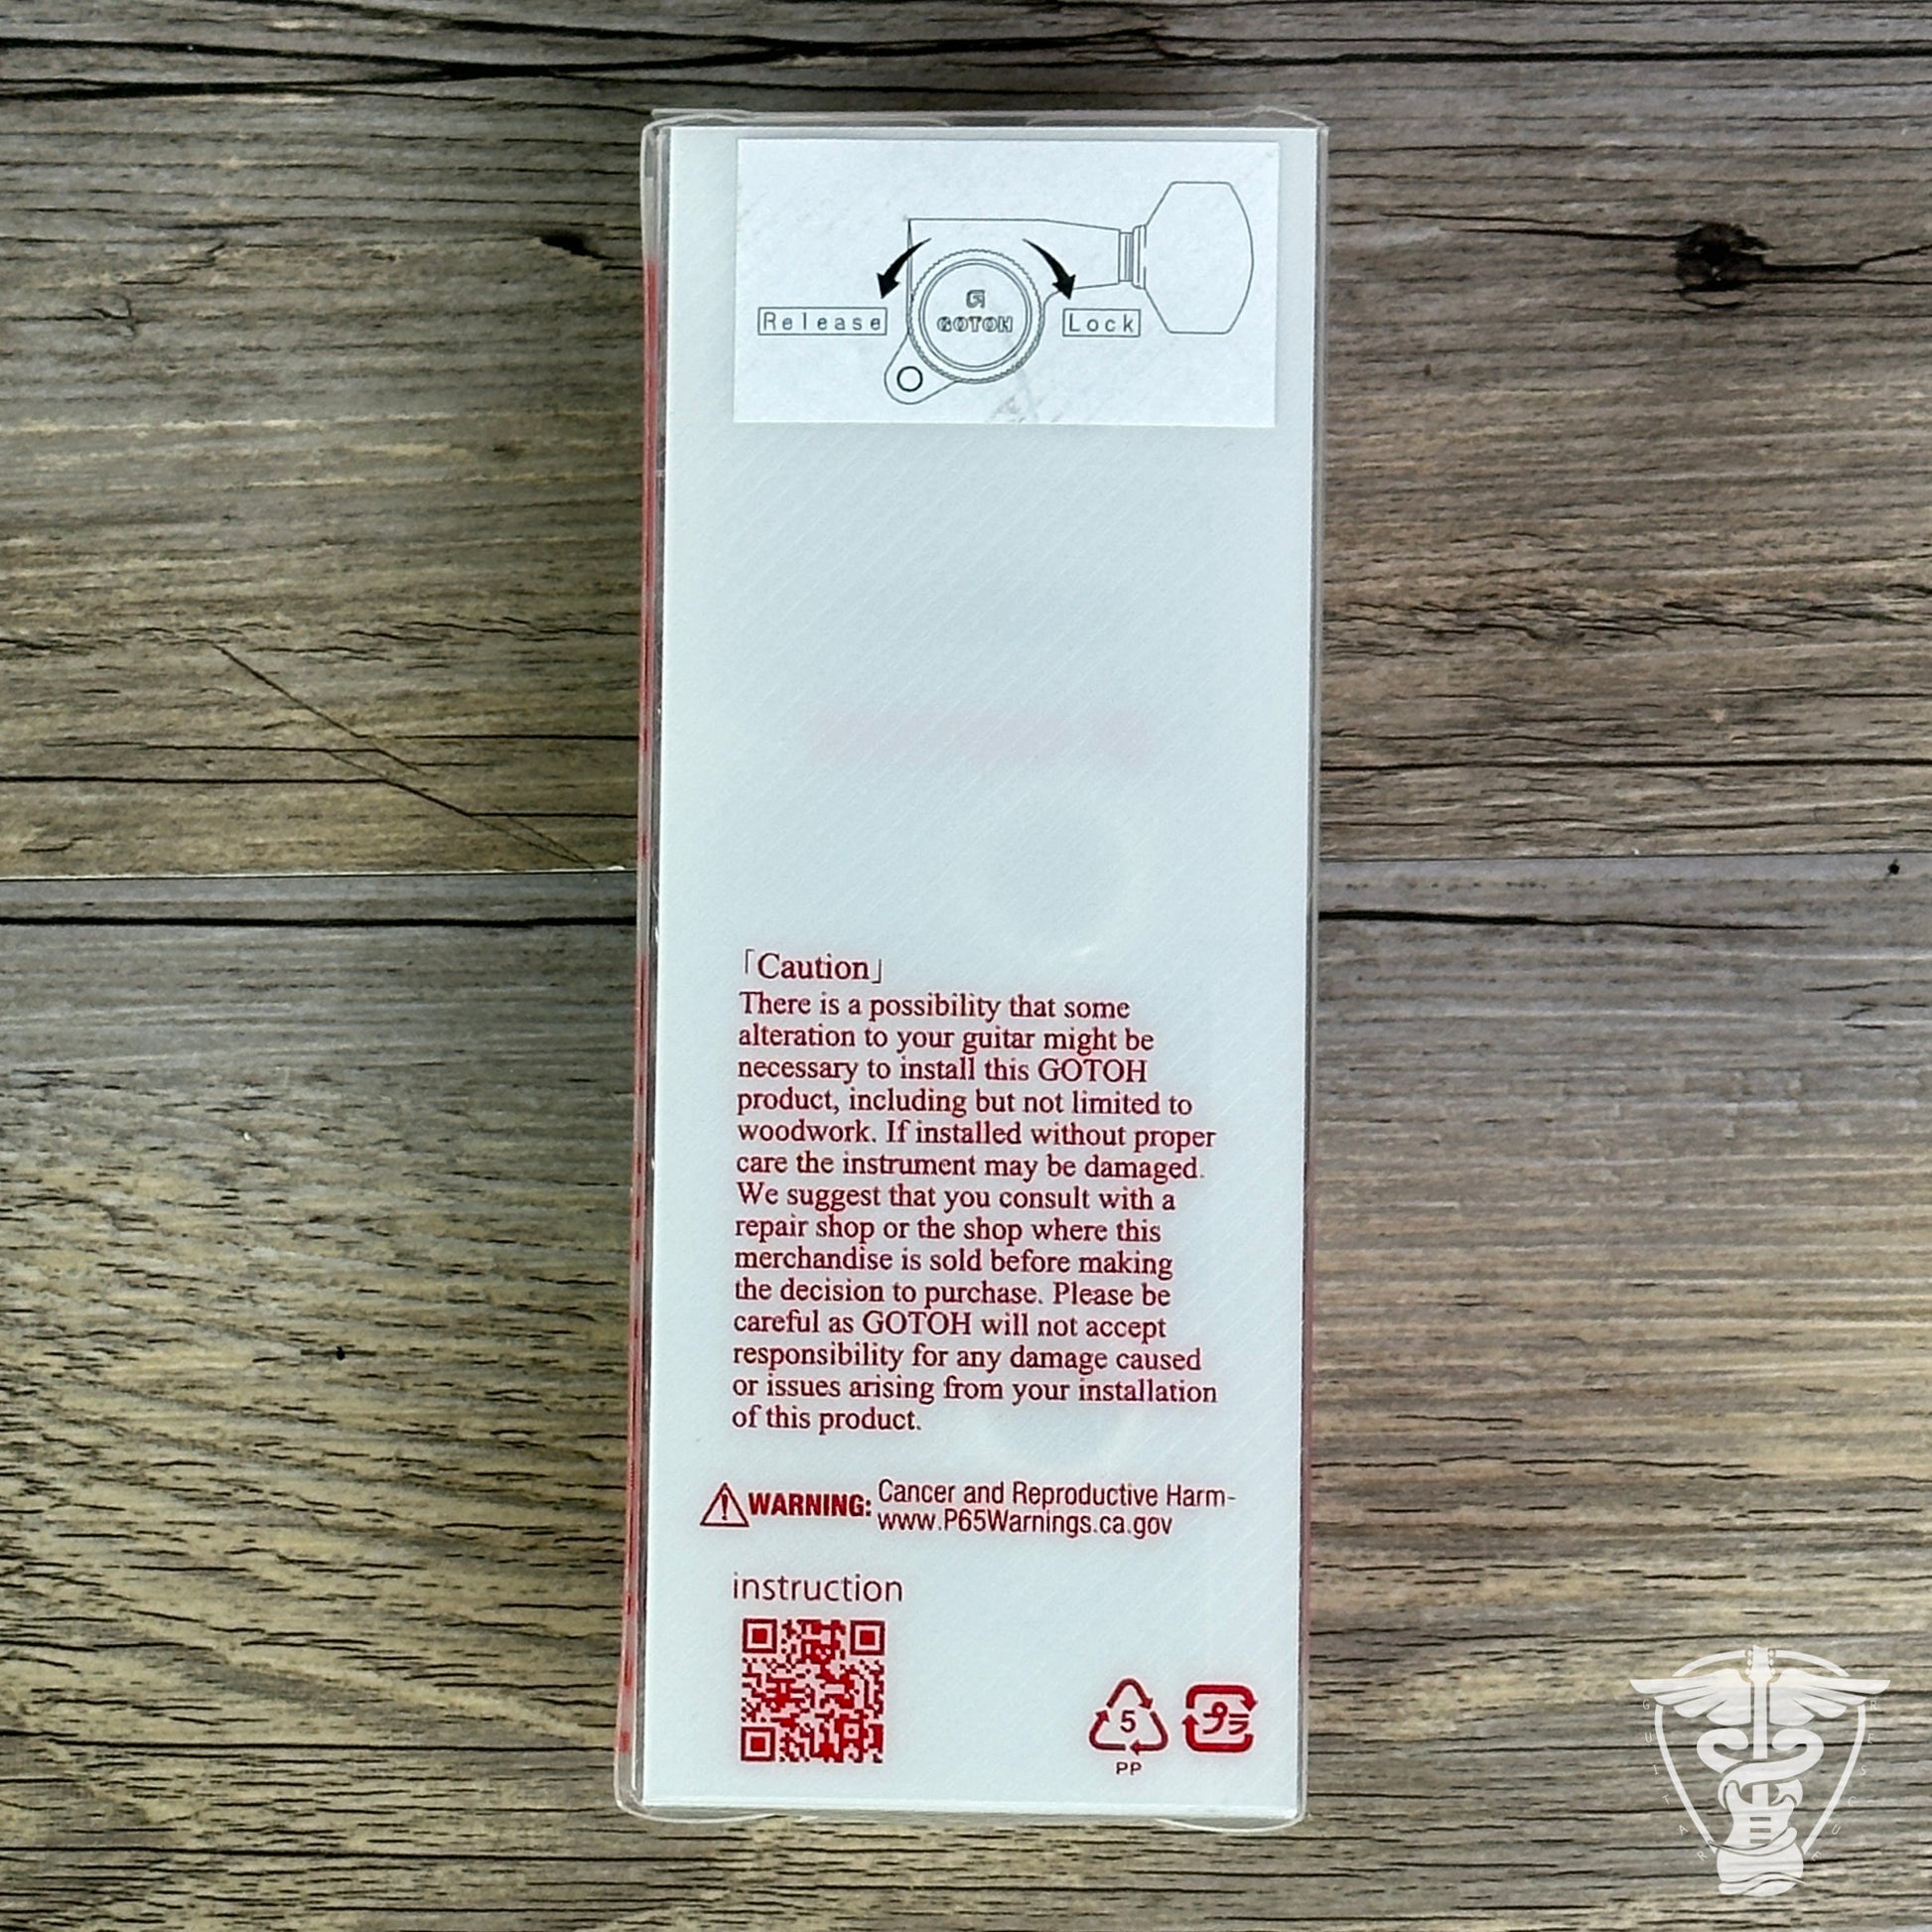 G
GOTOH
Release
Lock
「Caution」
There is a possibility that some
alteration to your guitar might be
necessary to install this GOTOH
product, including but not limited to
woodwork. If installed without proper
care the instrument may be damaged.
We suggest that you consult with a
repair shop or the shop where this
merchandise is sold before making
the decision to purchase. Please be
careful as GOTOH will not accept
responsibility for any damage caused
or issues arising from your installation
of this product.
WARNING: Cancer and Reproductive Harm-
www.P65Warnings.ca.gov
instruction
5
PP
プラ
GUITAR RESCUE